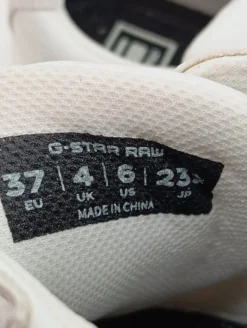 G-STAR RAW
37 | 4 | 6 | 23
EU UK US JP
MADE IN CHINA